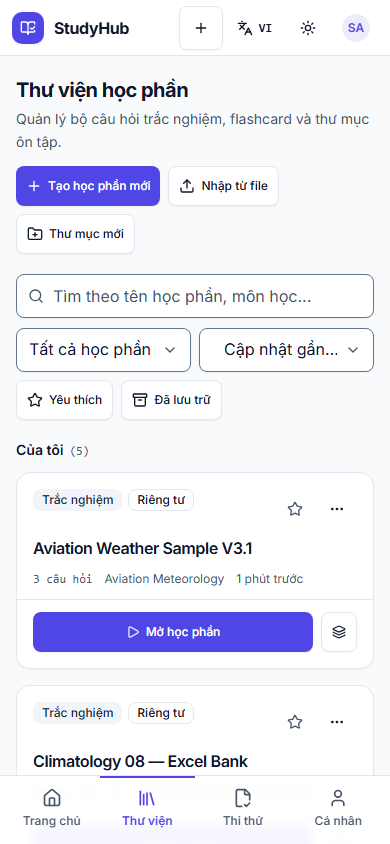 StudyHub
VI
SA
Thư viện học phần
Quản lý bộ câu hỏi trắc nghiệm, flashcard và thư mục
ôn tập.
Tạo học phần mới
Nhập từ file
Thư mục mới
Tìm theo tên học phần, môn học...
Tất cả học phần
Cập nhật gần...
Yêu thích
Đã lưu trữ
Của tôi (5)
Trắc nghiệm
Riêng tư
Aviation Weather Sample V3.1
3 câu hỏi Aviation Meteorology 1 phút trước
Mở học phần
Trắc nghiệm
Riêng tư
Climatology 08 — Excel Bank
Trang chủ
Thư viện
Thi thử
Cá nhân